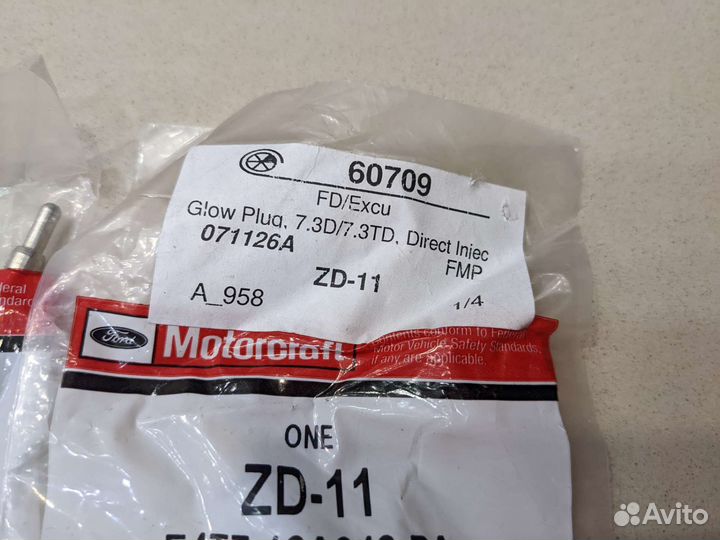 60709
FD/Excu
Glow Plug, 7.3D/7.3TD, Direct Injec
071126A
FMP
ZD-11
A_958
1/4
Ford
Motorcraft
contents conform to Federal
Motor Vehicle Safety Standards,
if any are applicable.
ONE
ZD-11
Avito